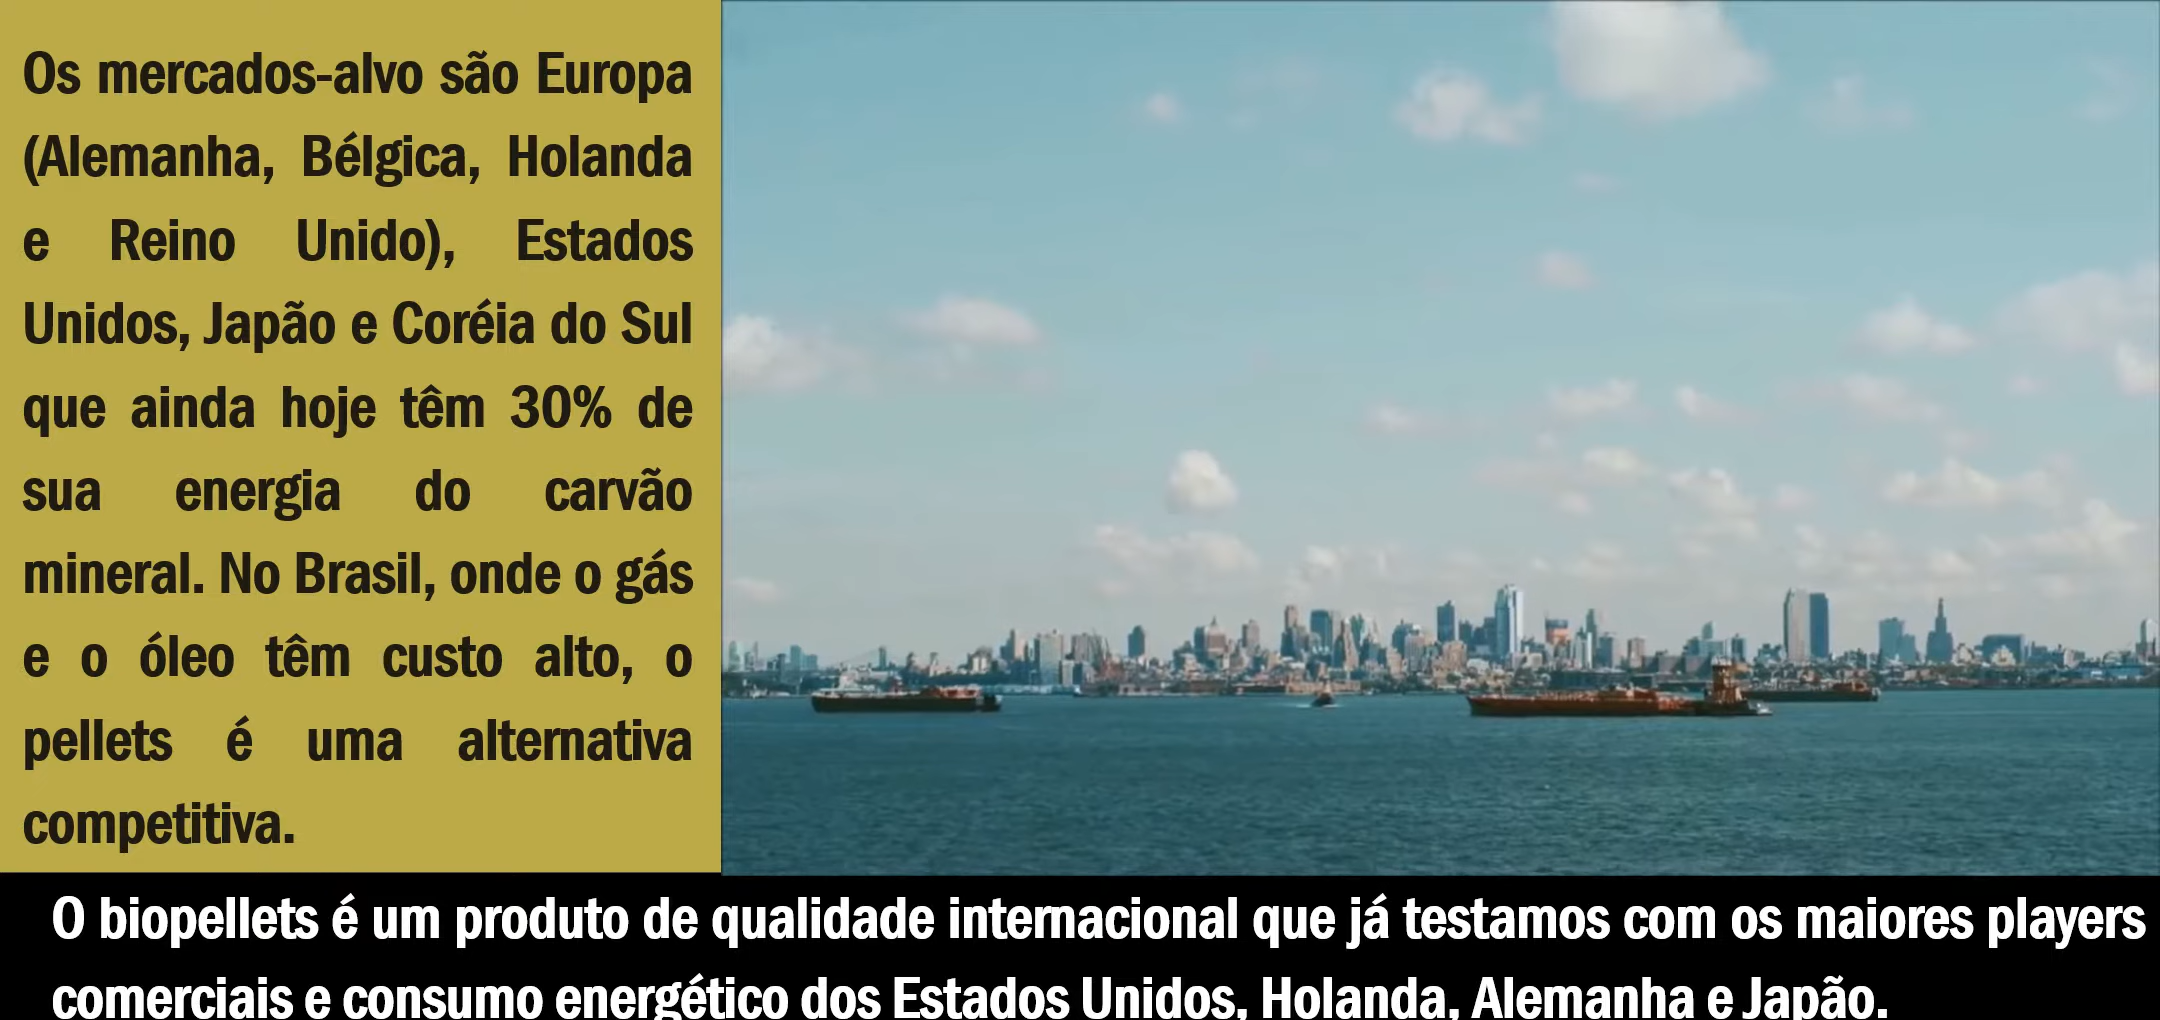 Os mercados-alvo são Europa
(Alemanha, Bélgica, Holanda
e Reino Unido), Estados
Unidos, Japão e Coréia do Sul
que ainda hoje têm 30% de
sua energia do carvão
mineral. No Brasil, onde o gás
e o óleo têm custo alto, o
pellets é uma alternativa
competitiva.
O biopellets é um produto de qualidade internacional que já testamos com os maiores players
comerciais e consumo energético dos Estados Unidos, Holanda, Alemanha e Japão.